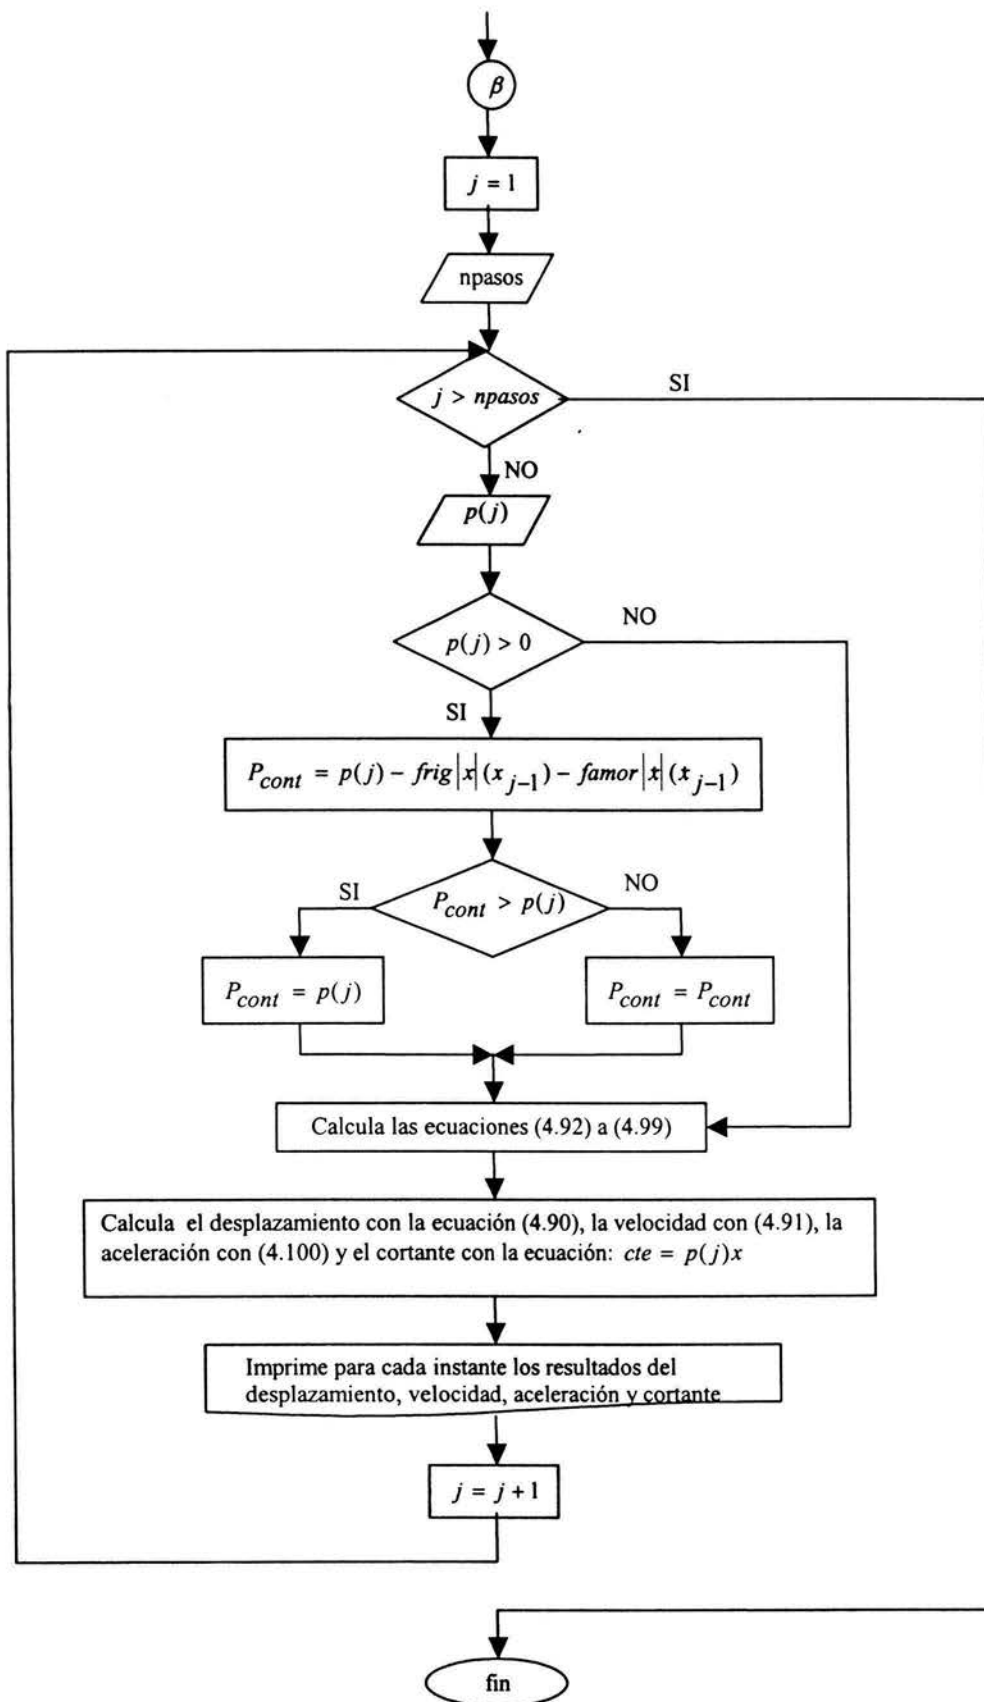 β
j = 1
npasos
j > npasos
SI
NO
p(j)
p(j) > 0
NO
SI
P_cont = p(j) − frig|x|(x_{j−1}) − famor|ẋ|(ẋ_{j−1})
P_cont > p(j)
SI
NO
P_cont = p(j)
P_cont = P_cont
Calcula las ecuaciones (4.92) a (4.99)
Calcula el desplazamiento con la ecuación (4.90), la velocidad con (4.91), la
aceleración con (4.100) y el cortante con la ecuación: cte = p(j)x
Imprime para cada instante los resultados del
desplazamiento, velocidad, aceleración y cortante
j = j + 1
fin